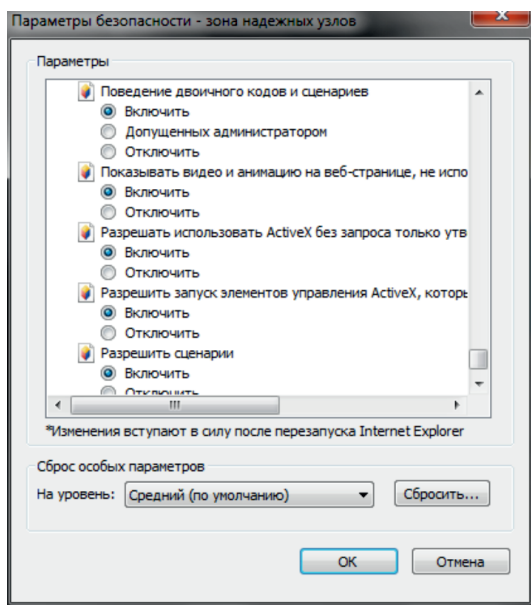 Параметры безопасности - зона надежных узлов
Параметры
Поведение двоичного кодов и сценариев
Включить
Допущенных администратором
Отключить
Показывать видео и анимацию на веб-странице, не испо
Включить
Отключить
Разрешать использовать ActiveX без запроса только утв
Включить
Отключить
Разрешить запуск элементов управления ActiveX, которы
Включить
Отключить
Разрешить сценарии
Включить
Отключить
*Изменения вступают в силу после перезапуска Internet Explorer
Сброс особых параметров
На уровень: Средний (по умолчанию) Сбросить...
ОК Отмена